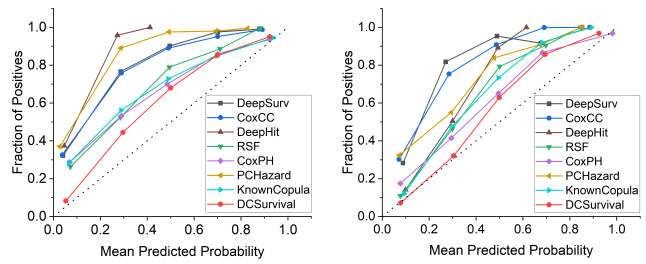 1.0
0.8
0.6
0.4
0.2
0.0
0.0 0.2 0.4 0.6 0.8 1.0
Fraction of Positives
Mean Predicted Probability
DeepSurv
CoxCC
DeepHit
RSF
CoxPH
PCHazard
KnownCopula
DCSurvival
1.0
0.8
0.6
0.4
0.2
0.0
0.0 0.2 0.4 0.6 0.8 1.0
Fraction of Positives
Mean Predicted Probability
DeepSurv
CoxCC
DeepHit
RSF
CoxPH
PCHazard
KnownCopula
DCSurvival